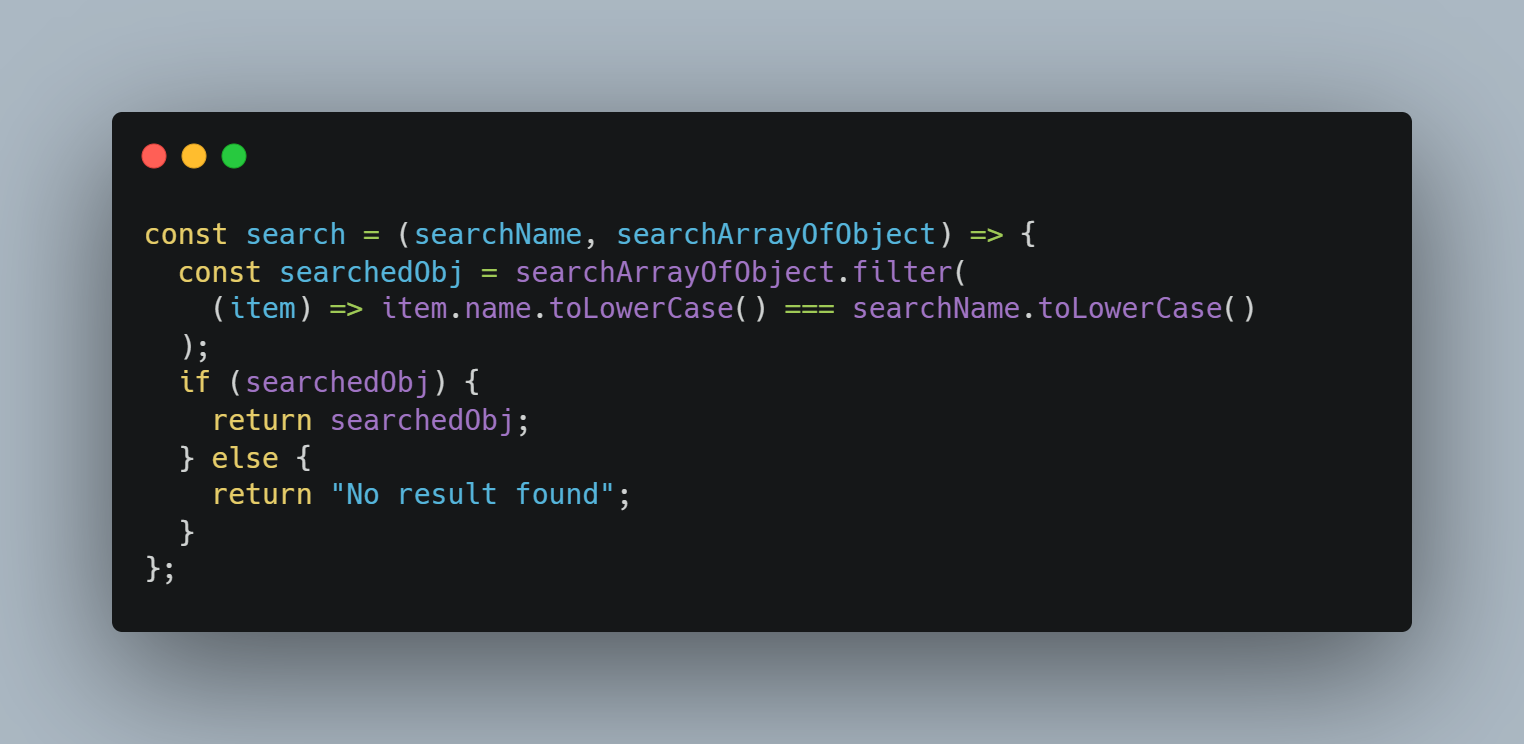 const search = (searchName, searchArrayOfObject) => {
  const searchedObj = searchArrayOfObject.filter(
    (item) => item.name.toLowerCase() === searchName.toLowerCase()
  );
  if (searchedObj) {
    return searchedObj;
  } else {
    return "No result found";
  }
};